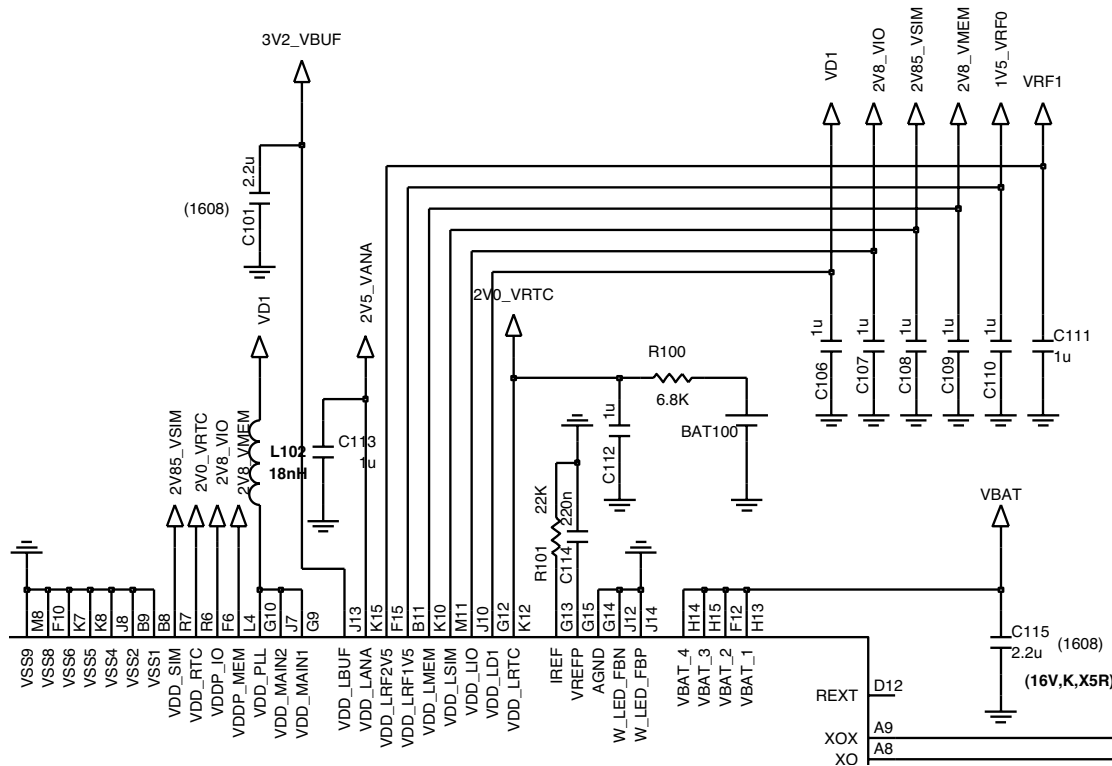 3V2_VBUF
VD1
2V8_VIO
2V85_VSIM
2V8_VMEM
1V5_VRF0
VRF1
2.2u
(1608)
C101
VD1
2V5_VANA
2V0_VRTC
1u
C106
1u
C107
1u
C108
1u
C109
1u
C110
C111
1u
R100
6.8K
BAT100
1u
C112
2V85_VSIM
2V0_VRTC
2V8_VIO
2V8_VMEM
L102
18nH
C113
1u
22K
R101
220n
C114
VBAT
C115
(1608)
2.2u
(16V,K,X5R)
M8
F10
K7
K8
J8
B9
B8
R7
R6
F6
L4
G10
J7
G9
J13
K15
F15
B11
K10
M11
J10
G12
K12
G13
G15
G14
J12
J14
H14
H15
F12
H13
VSS9
VSS8
VSS6
VSS5
VSS4
VSS2
VSS1
VDD_SIM
VDD_RTC
VDDP_IO
VDDP_MEM
VDD_PLL
VDD_MAIN2
VDD_MAIN1
VDD_LBUF
VDD_LANA
VDD_LRF2V5
VDD_LRF1V5
VDD_LMEM
VDD_LSIM
VDD_LIO
VDD_LD1
VDD_LRTC
IREF
VREFP
AGND
W_LED_FBN
W_LED_FBP
VBAT_4
VBAT_3
VBAT_2
VBAT_1
REXT
D12
XOX
A9
XO
A8